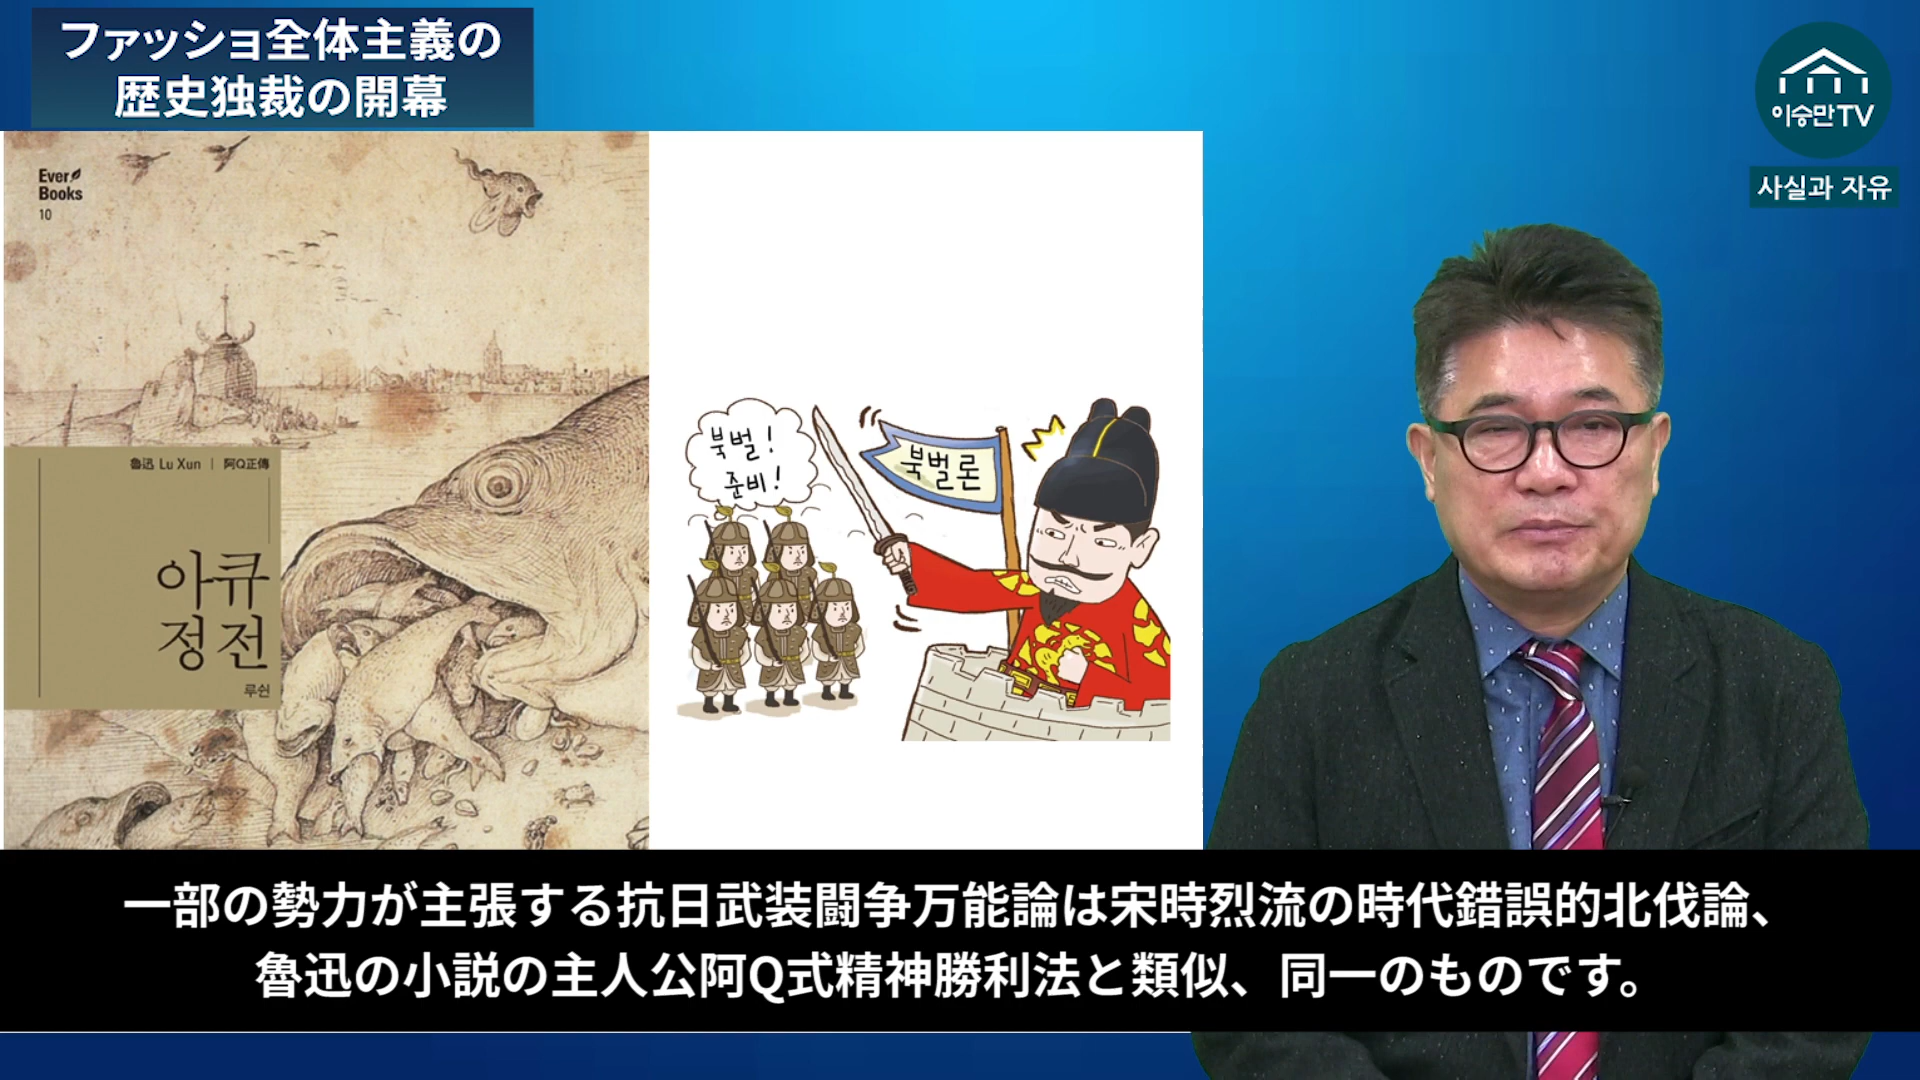 ファッショ全体主義の
歴史独裁の開幕
이승만TV
사실과 자유
Ever
Books
10
魯迅 Lu Xun | 阿Q正傳
아큐
정전
루쉰
북벌!
준비!
북벌론
一部の勢力が主張する抗日武装闘争万能論は宋時烈流の時代錯誤的北伐論、
魯迅の小説の主人公阿Q式精神勝利法と類似、同一のものです。